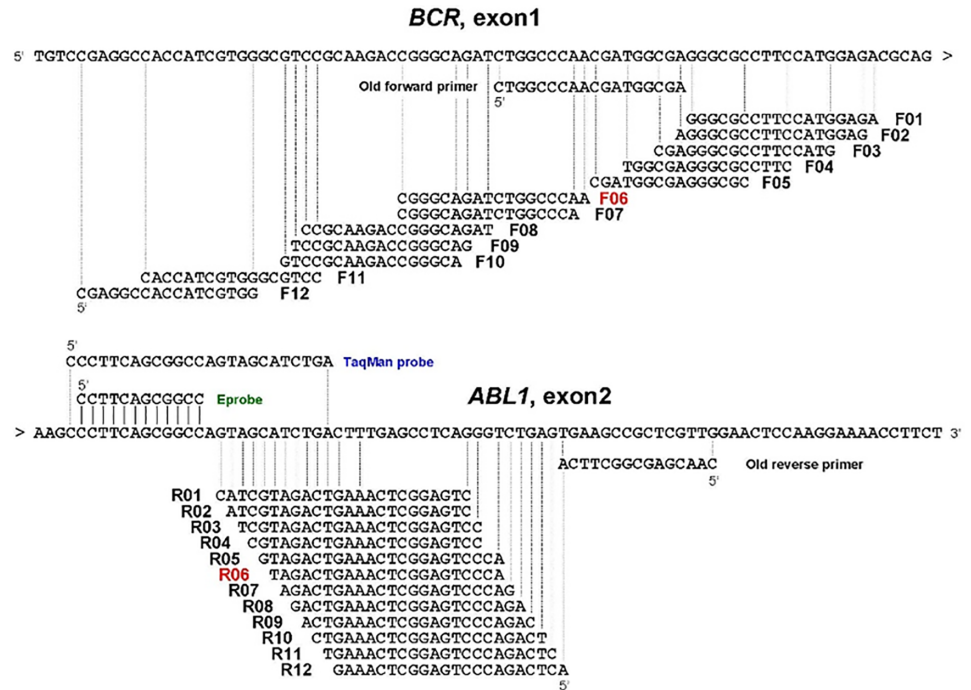 BCR, exon1
5' TGTCCGAGGCCACCATCGTGGGCGTCCGCAAGACCGGGCAGATCTGGCCCAACGATGGCGAGGGCGCCTTCCATGGAGACGCAG >
Old forward primer CTGGCCCAACGATGGCGA
5'
GGGCGCCTTCCATGGAGA F01
AGGGCGCCTTCCATGGAG F02
CGAGGGCGCCTTCCATG F03
TGGCGAGGGCGCCTTC F04
CGATGGCGAGGGCGC F05
CGGGCAGATCTGGCCCAA F06
CGGGCAGATCTGGCCCA F07
CCGCAAGACCGGGCAGAT F08
TCCGCAAGACCGGGCAG F09
GTCCGCAAGACCGGGCA F10
CACCATCGTGGGCGTCC F11
CGAGGCCACCATCGTGG F12
5'
5'
CCCTTCAGCGGCCAGTAGCATCTGA TaqMan probe
5'
CCTTCAGCGGCC Eprobe
ABL1, exon2
> AAGCCCTTCAGCGGCCAGTAGCATCTGACTTTGAGCCTCAGGGTCTGAGTGAAGCCGCTCGTTGGAACTCCAAGGAAAACCTTCT 3'
ACTTCGGCGAGCAAC Old reverse primer
5'
R01 CATCGTAGACTGAAACTCGGAGTC
R02 ATCGTAGACTGAAACTCGGAGTC
R03 TCGTAGACTGAAACTCGGAGTCC
R04 CGTAGACTGAAACTCGGAGTCC
R05 GTAGACTGAAACTCGGAGTCCCA
R06 TAGACTGAAACTCGGAGTCCCA
R07 AGACTGAAACTCGGAGTCCCAG
R08 GACTGAAACTCGGAGTCCCAGA
R09 ACTGAAACTCGGAGTCCCAGAC
R10 CTGAAACTCGGAGTCCCAGACT
R11 TGAAACTCGGAGTCCCAGACTC
R12 GAAACTCGGAGTCCCAGACTCA
5'